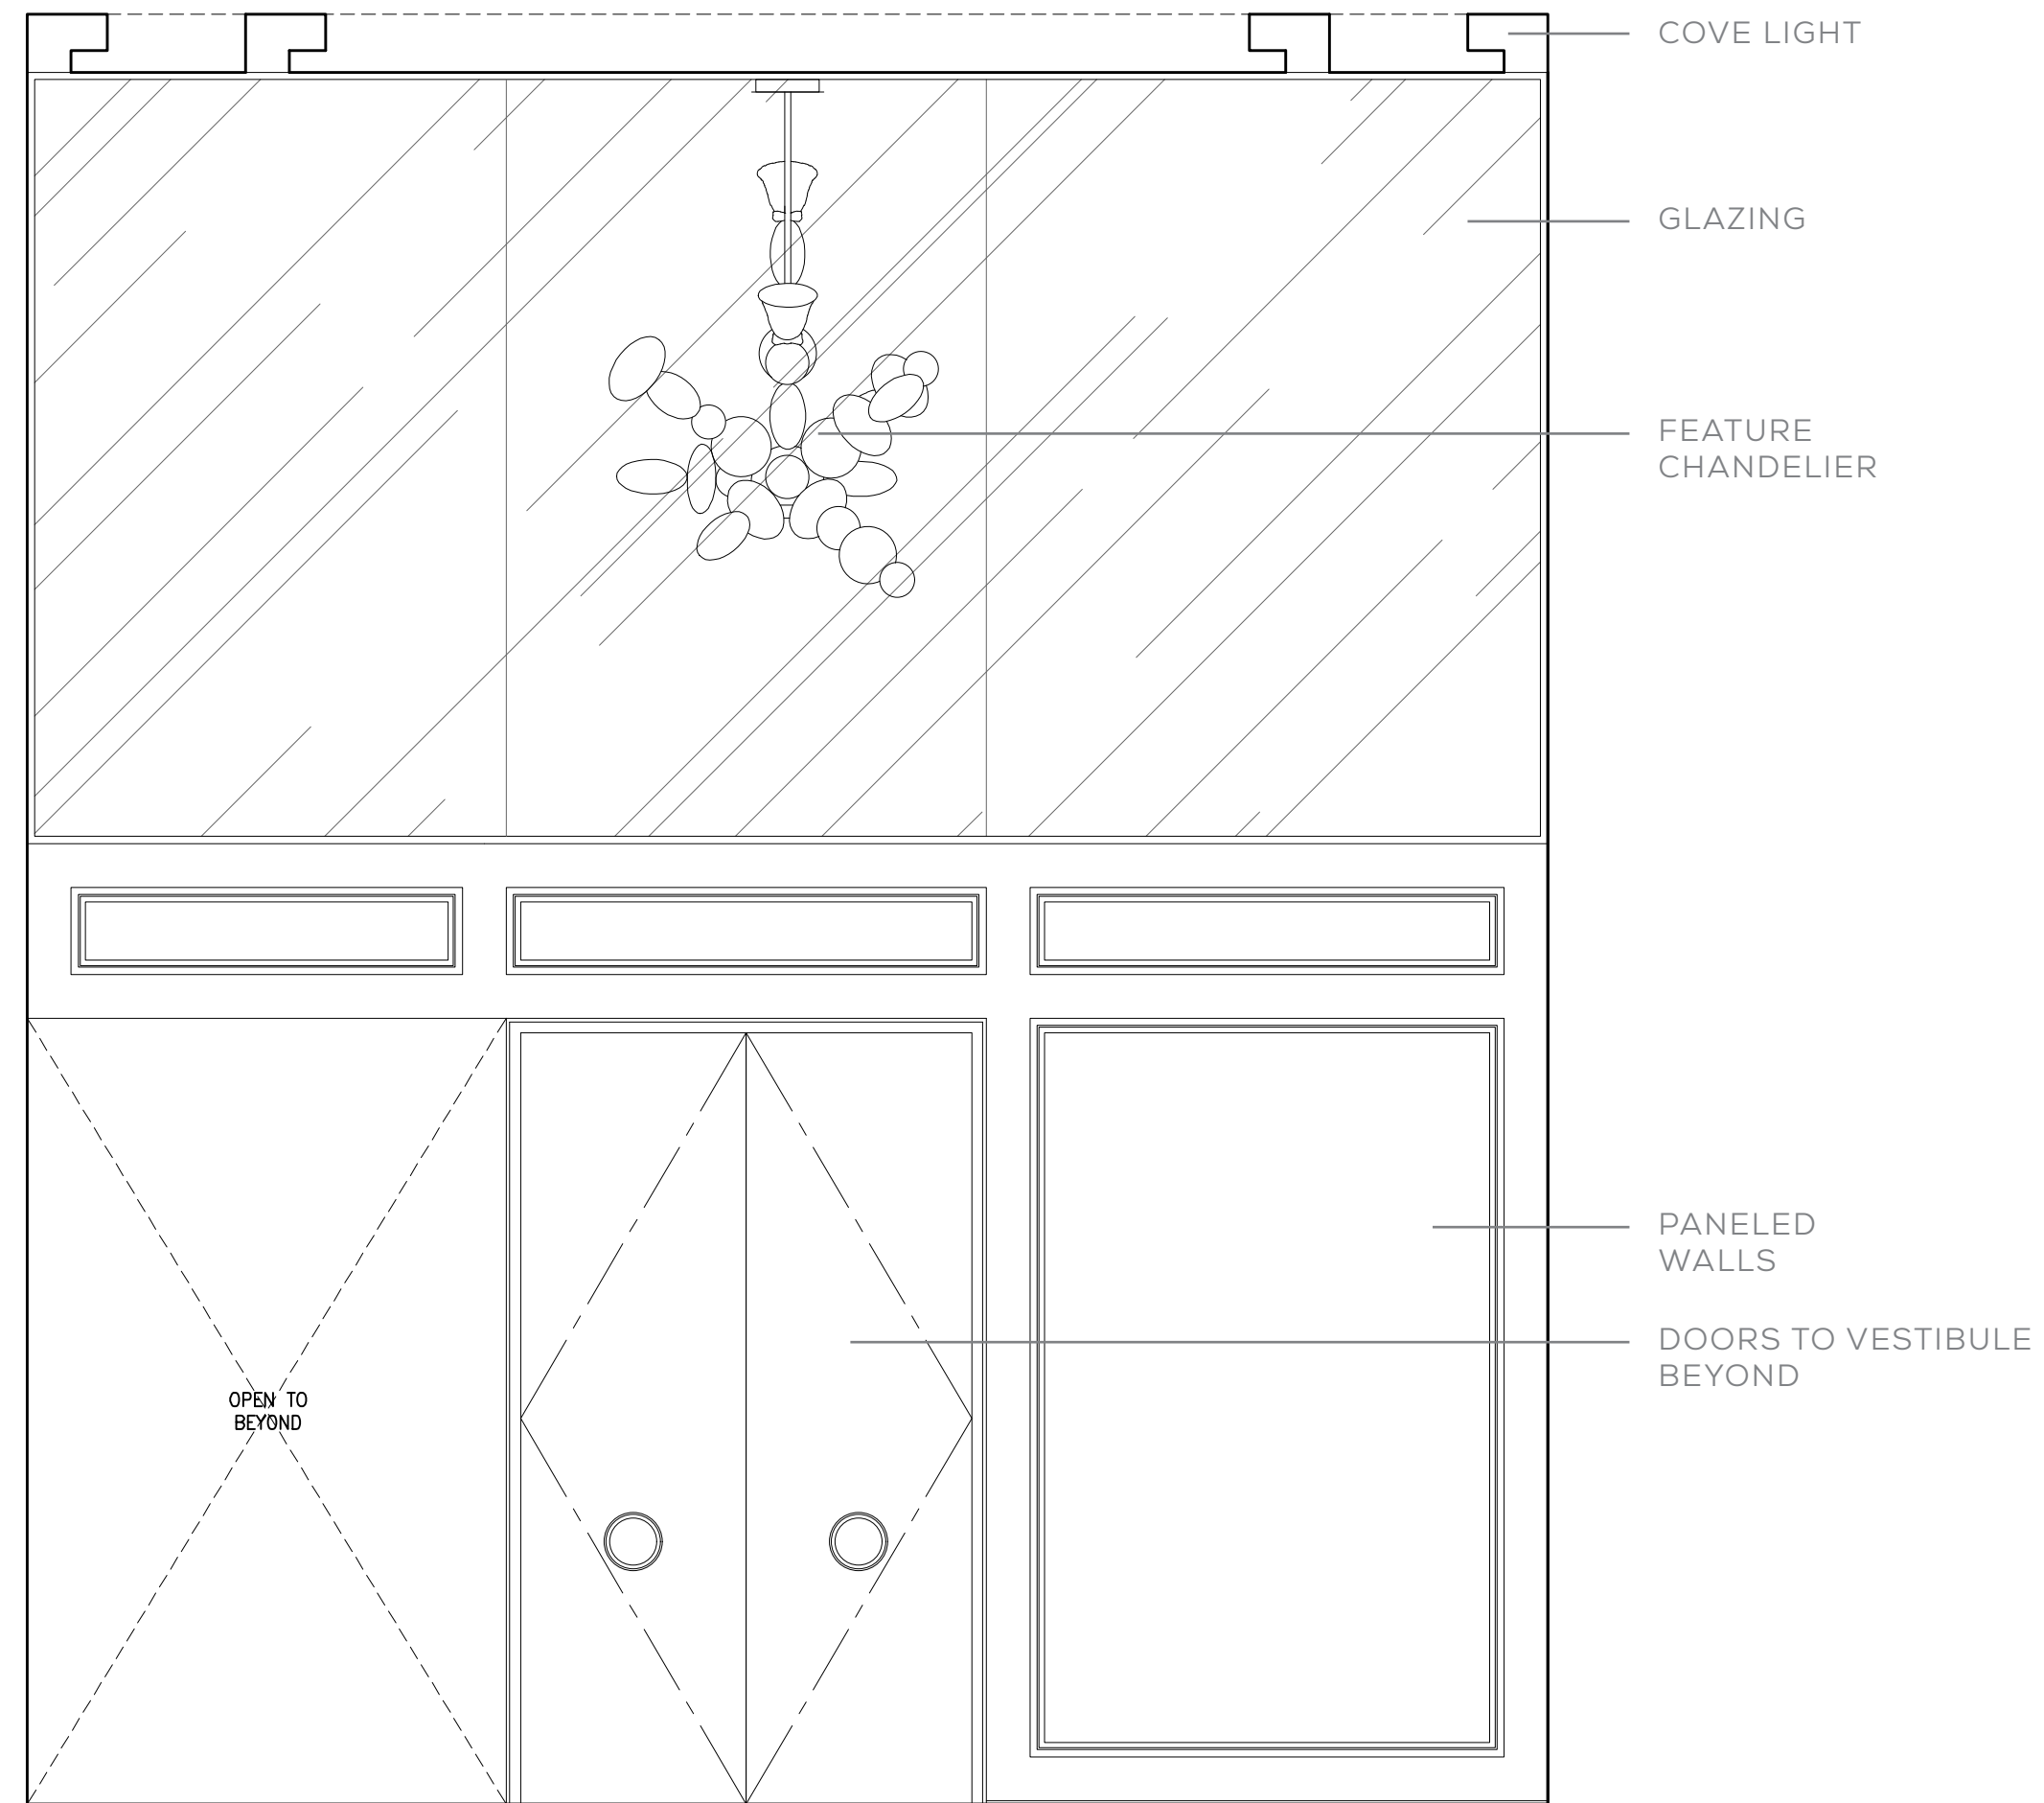 COVE LIGHT
GLAZING
FEATURE
CHANDELIER
PANELED
WALLS
DOORS TO VESTIBULE
BEYOND
OPEN TO
BEYOND